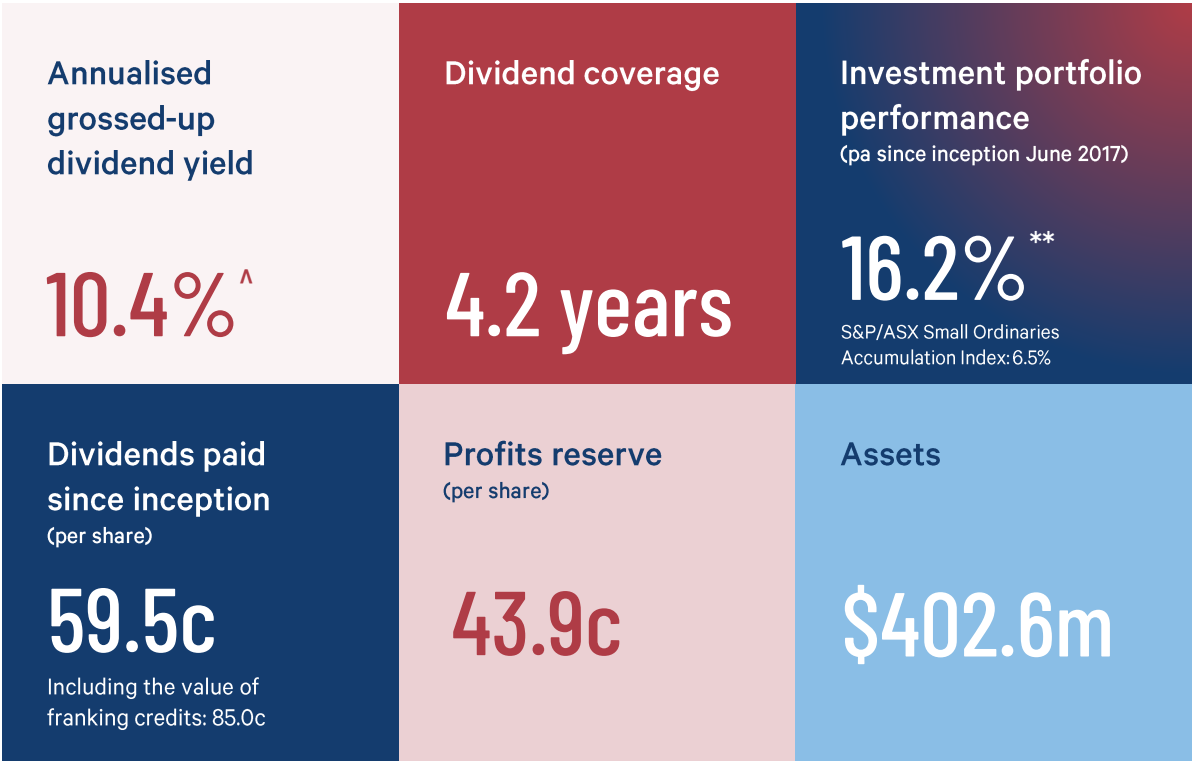 Annualised
grossed-up
dividend yield
10.4%^
Dividend coverage
4.2 years
Investment portfolio
performance
(pa since inception June 2017)
16.2%**
S&P/ASX Small Ordinaries
Accumulation Index: 6.5%
Dividends paid
since inception
(per share)
59.5c
Including the value of
franking credits: 85.0c
Profits reserve
(per share)
43.9c
Assets
$402.6m